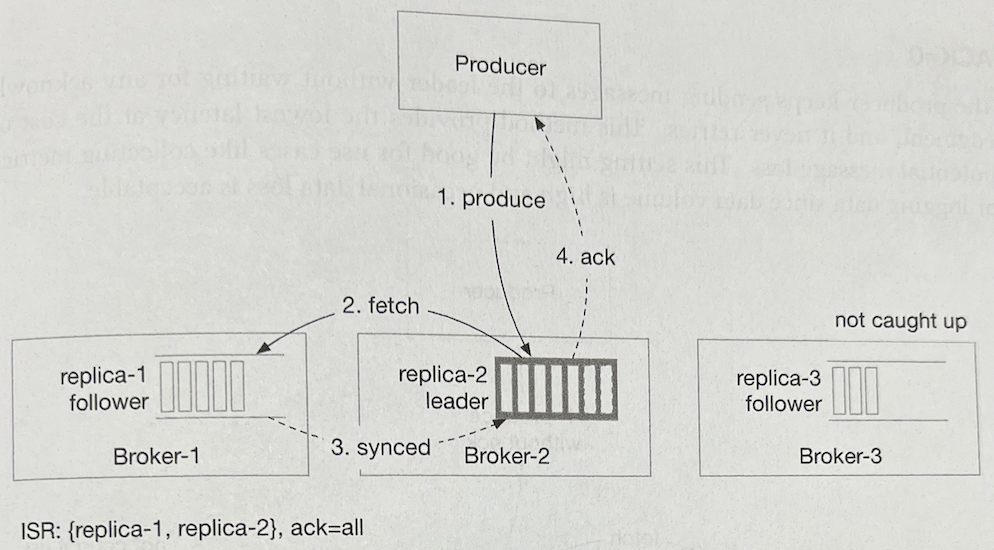 Producer
1. produce
4. ack
2. fetch
not caught up
replica-1
follower
replica-2
leader
replica-3
follower
3. synced
Broker-1
Broker-2
Broker-3
ISR: {replica-1, replica-2}, ack=all